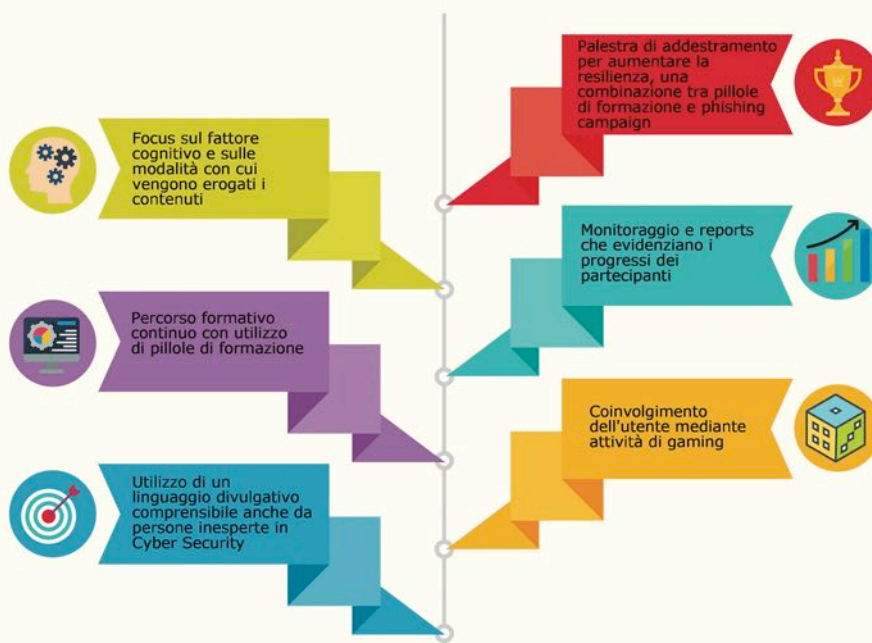 Palestra di addestramento
per aumentare la
resilienza, una
combinazione tra pillole
di formazione e phishing
campaign
Focus sul fattore
cognitivo e sulle
modalità con cui
vengono erogati i
contenuti
Monitoraggio e reports
che evidenziano i
progressi dei
partecipanti
Percorso formativo
continuo con utilizzo
di pillole di formazione
Coinvolgimento
dell'utente mediante
attività di gaming
Utilizzo di un
linguaggio divulgativo
comprensibile anche da
persone inesperte in
Cyber Security